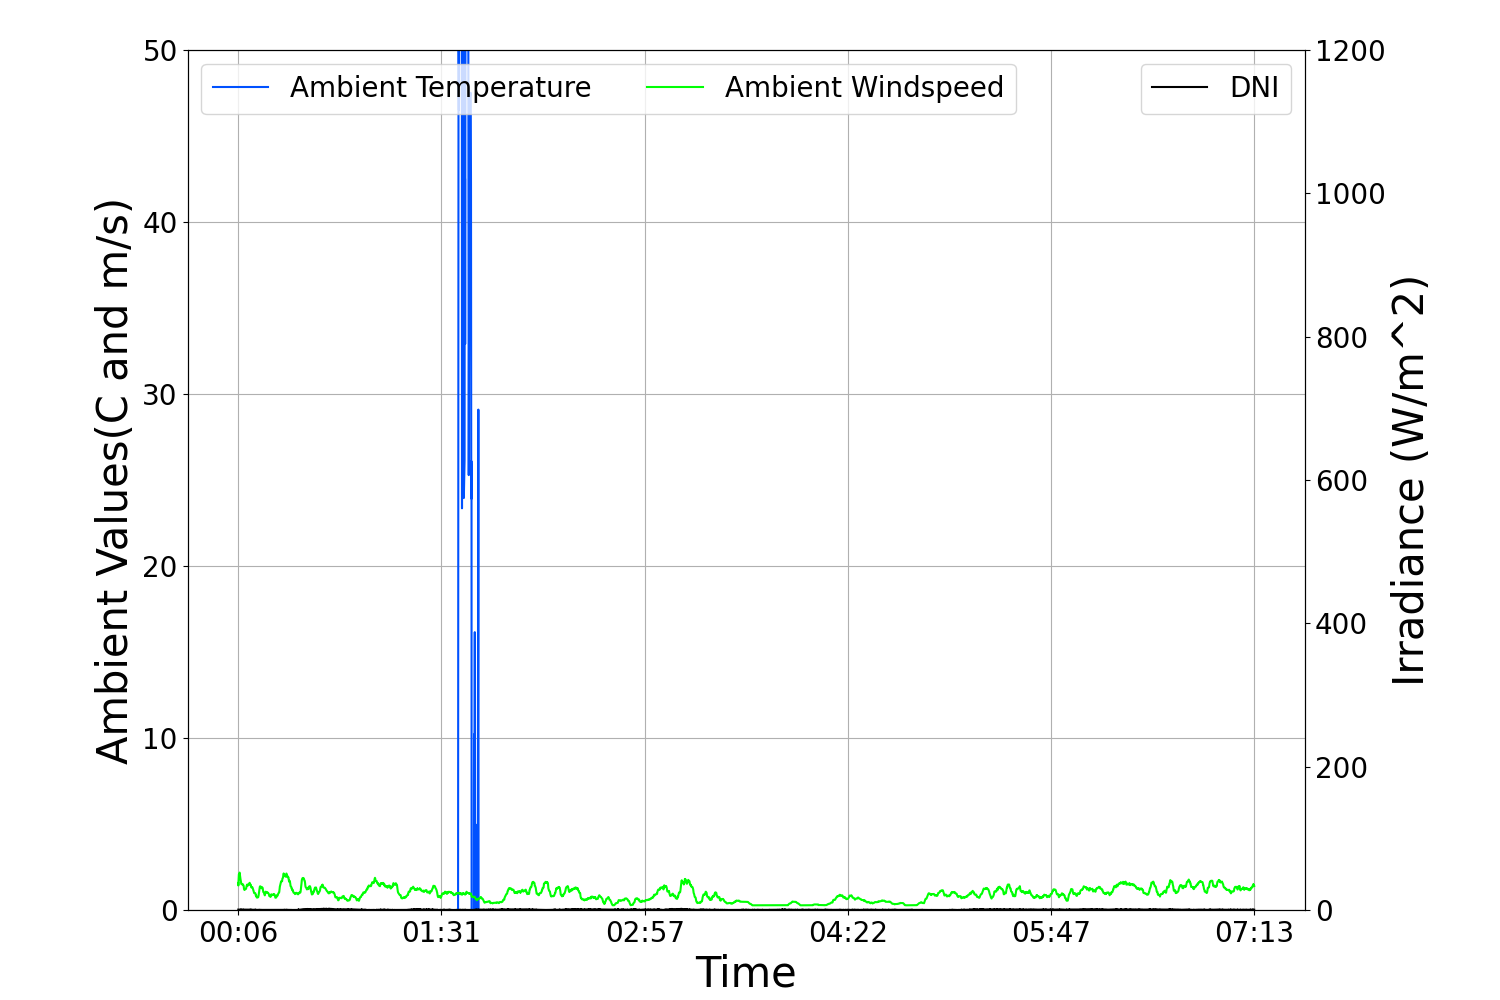 Ambient Temperature
Ambient Windspeed
DNI
50
40
30
20
10
0
Ambient Values(C and m/s)
1200
1000
800
600
400
200
0
Irradiance (W/m^2)
00:06 01:31 02:57 04:22 05:47 07:13
Time